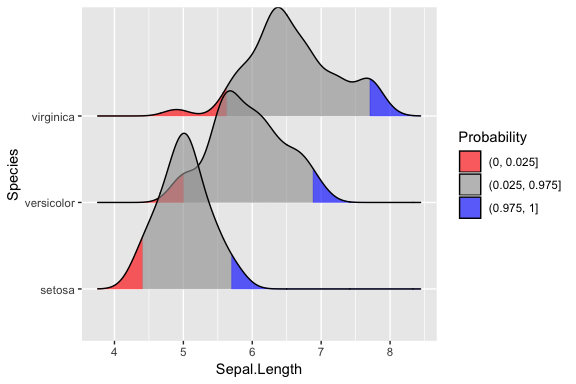 virginica
versicolor
setosa
Species
4 5 6 7 8
Sepal.Length
Probability
(0, 0.025]
(0.025, 0.975]
(0.975, 1]